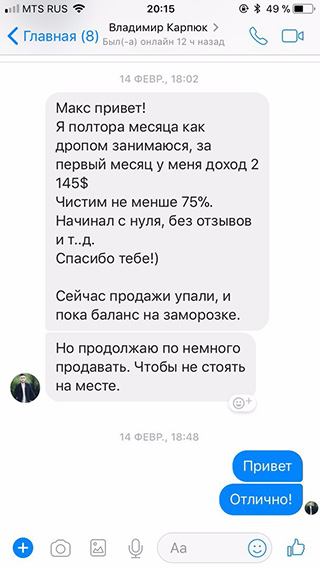 MTS RUS 20:15 49 %
Главная (8)
Владимир Карпюк
Был(-а) онлайн 12 ч назад
14 ФЕВР., 18:02
Макс привет!
Я полтора месяца как
дропом занимаюся, за
первый месяц у меня доход 2
145$
Чистим не меньше 75%.
Начинал с нуля, без отзывов
и т..д.
Спасибо тебе!)
Сейчас продажи упали, и
пока баланс на заморозке.
Но продолжаю по немного
продавать. Чтобы не стоять
на месте.
14 ФЕВР., 18:48
Привет
Отлично!
Aa